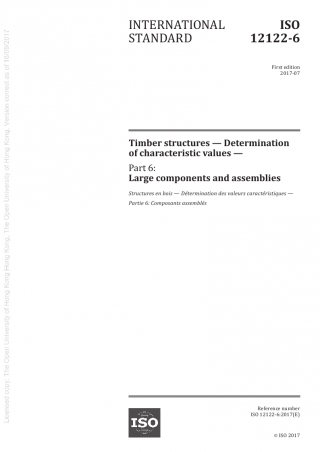 INTERNATIONAL
STANDARD
ISO
12122-6
First edition
2017-07
Timber structures — Determination
of characteristic values —
Part 6:
Large components and assemblies
Structures en bois — Détermination des valeurs caractéristiques —
Partie 6: Composants assemblés
Licensed copy: The Open University of Hong Kong, The Open University of Hong Kong, Version correct as of 18/09/2017
ISO
Reference number
ISO 12122-6:2017(E)
© ISO 2017